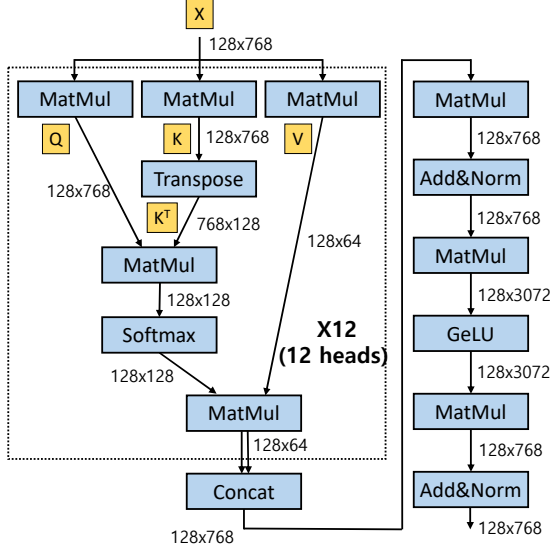 X
128x768
MatMul
MatMul
MatMul
Q
K
128x768
V
128x768
Transpose
K^T
768x128
128x64
MatMul
128x128
Softmax
X12
(12 heads)
128x128
MatMul
128x64
Concat
128x768
MatMul
128x768
Add&Norm
128x768
MatMul
128x3072
GeLU
128x3072
MatMul
128x768
Add&Norm
128x768